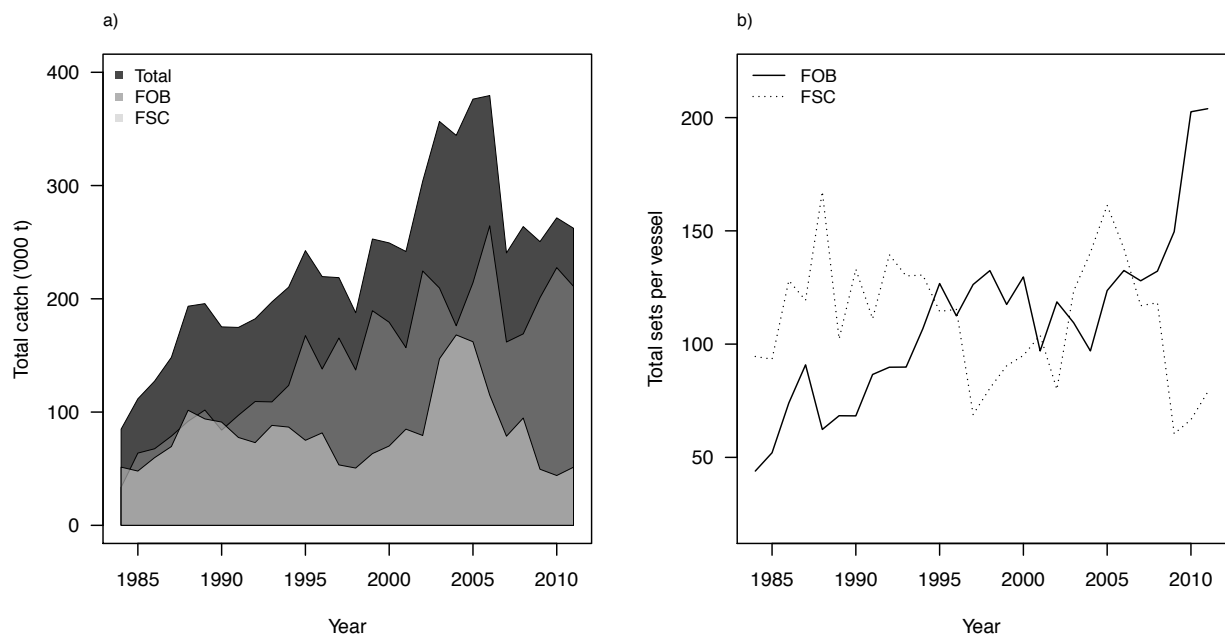 a)
Total
FOB
FSC
400
300
200
100
0
Total catch ('000 t)
1985 1990 1995 2000 2005 2010
Year
b)
FOB
FSC
200
150
100
50
Total sets per vessel
1985 1990 1995 2000 2005 2010
Year